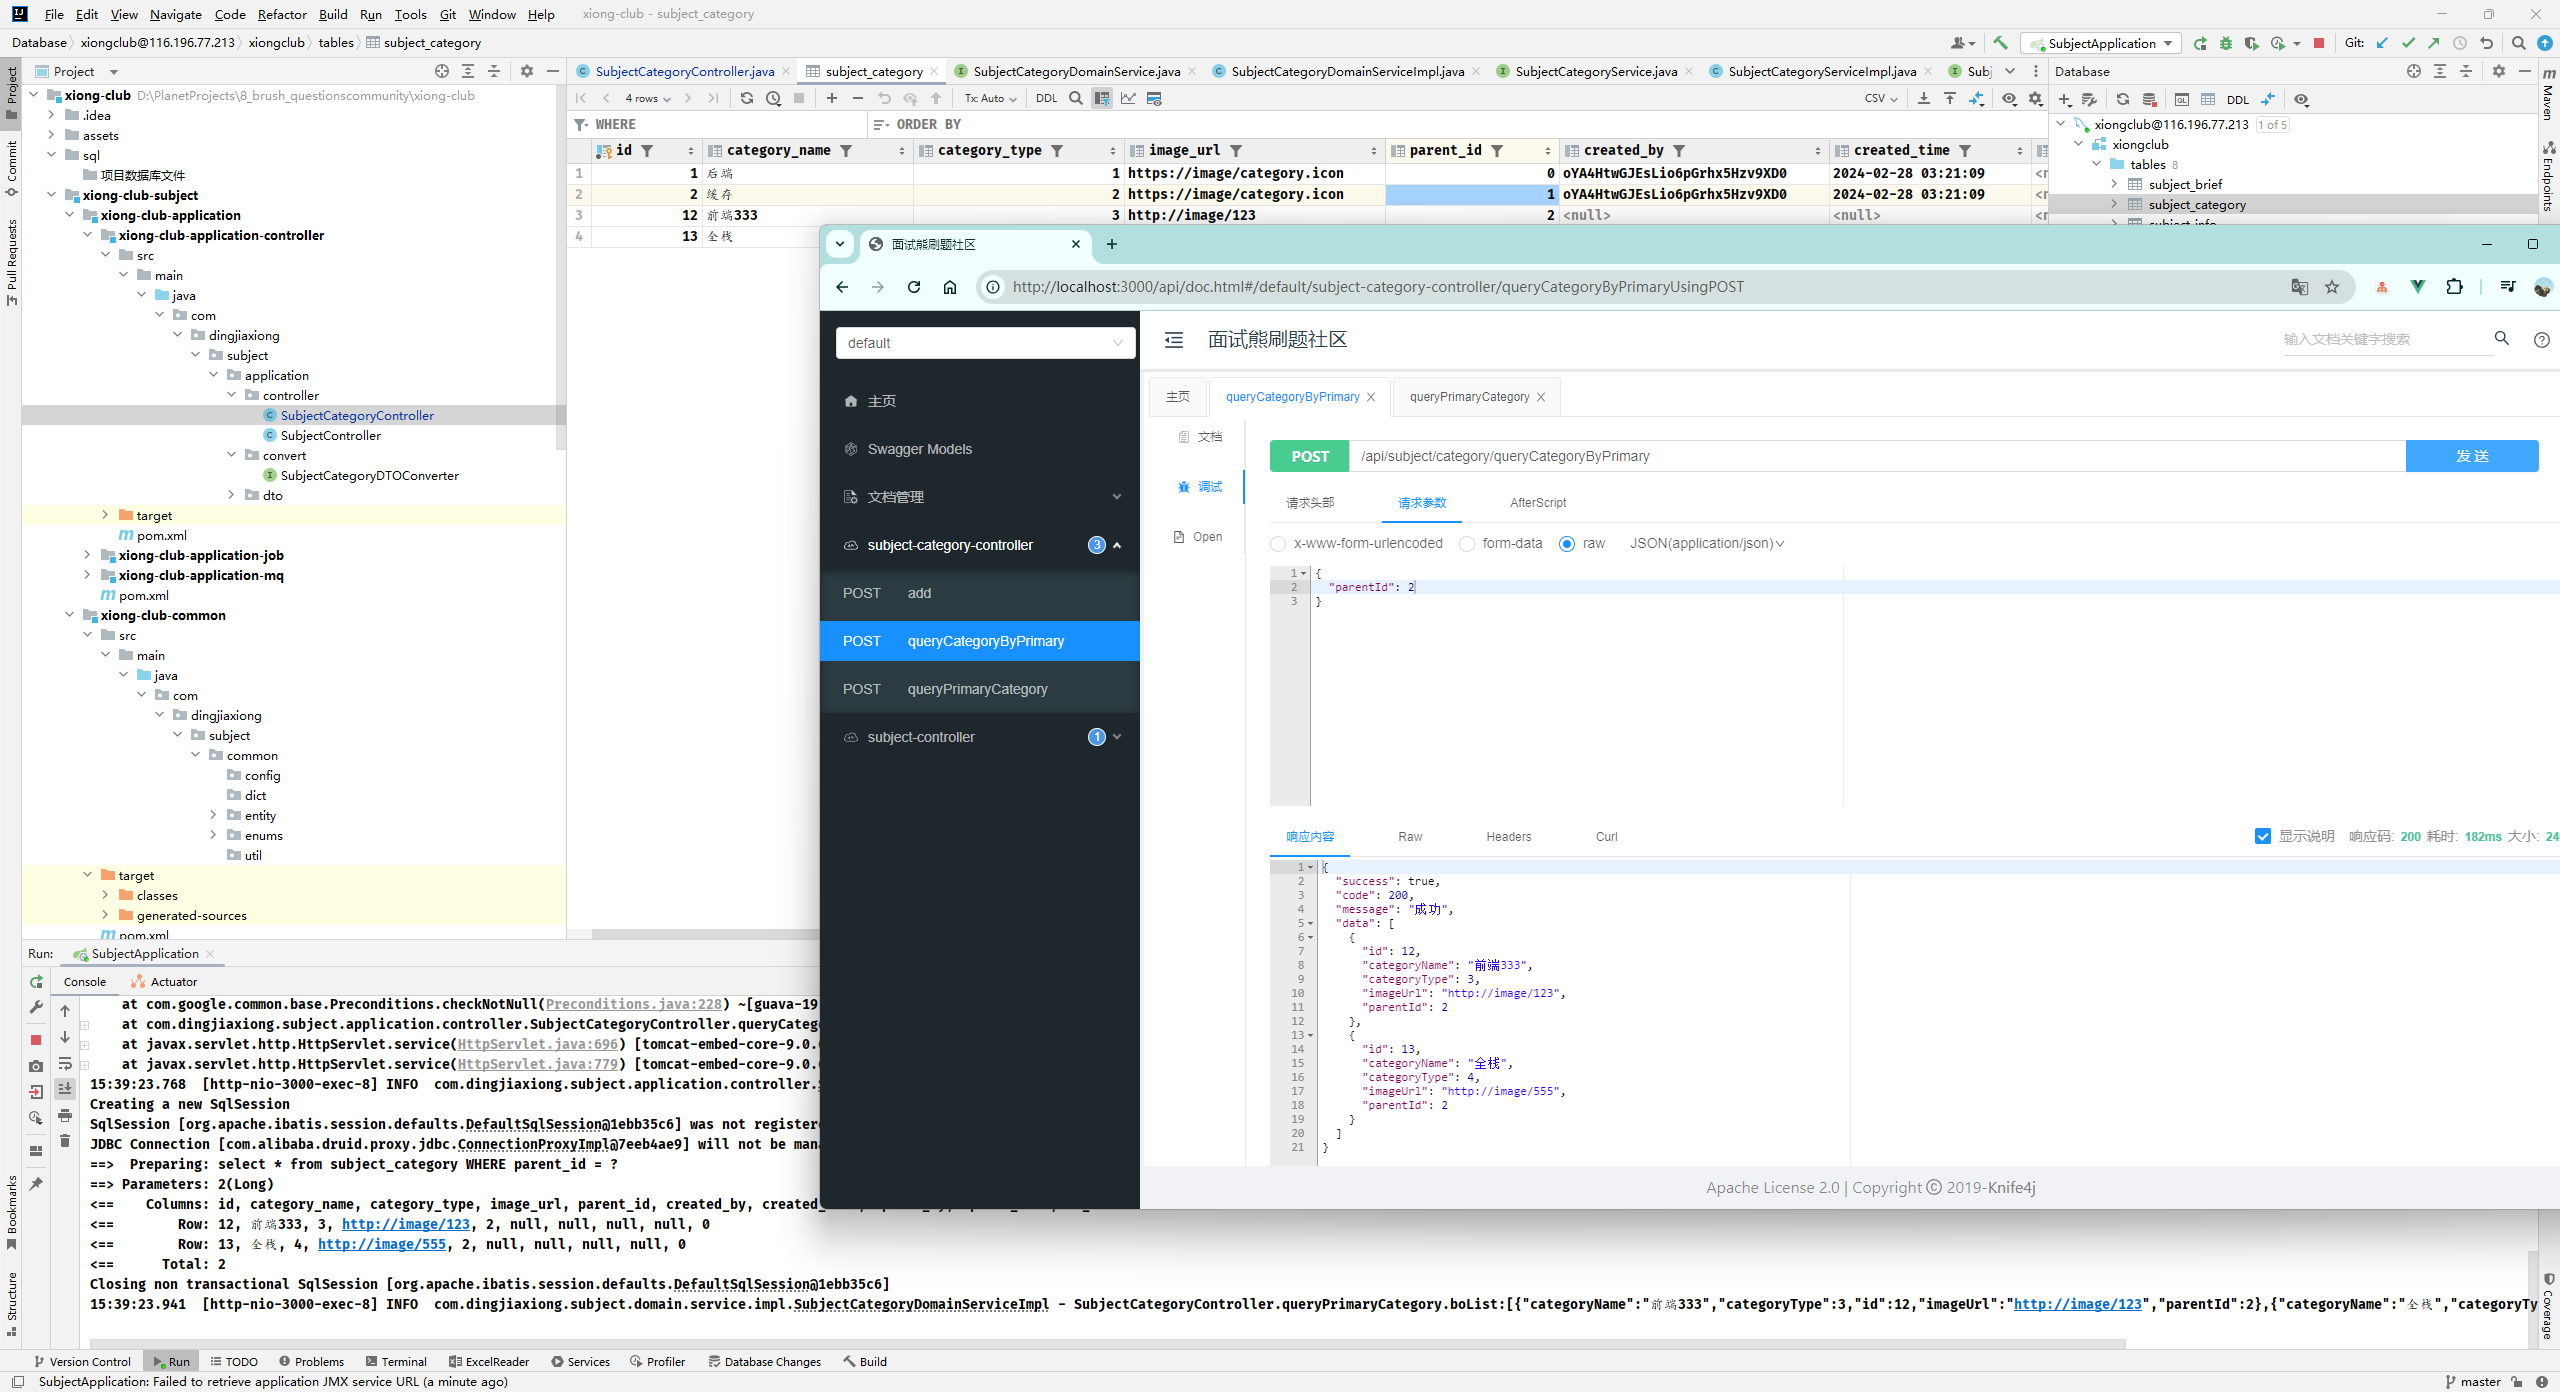 File Edit View Navigate Code Refactor Build Run Tools Git Window Help xiong-club - subject_category
Database xiongclub@116.196.77.213 xiongclub tables subject_category
SubjectApplication Git:
Project
SubjectCategoryController.java subject_category SubjectCategoryDomainService.java SubjectCategoryDomainServiceImpl.java SubjectCategoryService.java SubjectCategoryServiceImpl.java Subj
Database
4 rows Tx: Auto DDL CSV
DDL
WHERE ORDER BY
id category_name category_type image_url parent_id created_by created_time
1 1 后端 1 https://image/category.icon 0 oYA4HtwGJEsLio6pGrhx5Hzv9XD0 2024-02-28 03:21:09
2 2 缓存 2 https://image/category.icon 1 oYA4HtwGJEsLio6pGrhx5Hzv9XD0 2024-02-28 03:21:09
3 12 前端333 3 http://image/123 2 <null> <null>
4 13 全栈
xiongclub@116.196.77.213 1 of 5
xiongclub
tables 8
subject_brief
subject_category
subject_info
Project
Commit
Pull Requests
Bookmarks
Structure
Maven
Endpoints
Coverage
xiong-club D:\PlanetProjects\8_brush_questionscommunity\xiong-club
.idea
assets
sql
项目数据库文件
xiong-club-subject
xiong-club-application
xiong-club-application-controller
src
main
java
com
dingjiaxiong
subject
application
controller
SubjectCategoryController
SubjectController
convert
SubjectCategoryDTOConverter
dto
target
pom.xml
xiong-club-application-job
xiong-club-application-mq
pom.xml
xiong-club-common
src
main
java
com
dingjiaxiong
subject
common
config
dict
entity
enums
util
target
classes
generated-sources
pom.xml
面试熊刷题社区
http://localhost:3000/api/doc.html#/default/subject-category-controller/queryCategoryByPrimaryUsingPOST
default
主页
Swagger Models
文档管理
subject-category-controller 3
POST add
POST queryCategoryByPrimary
POST queryPrimaryCategory
subject-controller 1
面试熊刷题社区
输入文档关键字搜索
主页 queryCategoryByPrimary queryPrimaryCategory
文档
调试
Open
POST /api/subject/category/queryCategoryByPrimary 发 送
请求头部 请求参数 AfterScript
x-www-form-urlencoded form-data raw JSON(application/json)
1 {
2 "parentId": 2
3 }
响应内容 Raw Headers Curl
显示说明 响应码: 200 耗时: 182ms 大小: 24
1 {
2 "success": true,
3 "code": 200,
4 "message": "成功",
5 "data": [
6 {
7 "id": 12,
8 "categoryName": "前端333",
9 "categoryType": 3,
10 "imageUrl": "http://image/123",
11 "parentId": 2
12 },
13 {
14 "id": 13,
15 "categoryName": "全栈",
16 "categoryType": 4,
17 "imageUrl": "http://image/555",
18 "parentId": 2
19 }
20 ]
21 }
Apache License 2.0 | Copyright © 2019-Knife4j
Run: SubjectApplication
Console Actuator
at com.google.common.base.Preconditions.checkNotNull(Preconditions.java:228) ~[guava-19
at com.dingjiaxiong.subject.application.controller.SubjectCategoryController.queryCatego
at javax.servlet.http.HttpServlet.service(HttpServlet.java:696) [tomcat-embed-core-9.0.
at javax.servlet.http.HttpServlet.service(HttpServlet.java:779) [tomcat-embed-core-9.0.
15:39:23.768 [http-nio-3000-exec-8] INFO com.dingjiaxiong.subject.application.controller.
Creating a new SqlSession
SqlSession [org.apache.ibatis.session.defaults.DefaultSqlSession@1ebb35c6] was not registere
JDBC Connection [com.alibaba.druid.proxy.jdbc.ConnectionProxyImpl@7eeb4ae9] will not be mana
==> Preparing: select * from subject_category WHERE parent_id = ?
==> Parameters: 2(Long)
<== Columns: id, category_name, category_type, image_url, parent_id, created_by, created_
<== Row: 12, 前端333, 3, http://image/123, 2, null, null, null, null, 0
<== Row: 13, 全栈, 4, http://image/555, 2, null, null, null, null, 0
<== Total: 2
Closing non transactional SqlSession [org.apache.ibatis.session.defaults.DefaultSqlSession@1ebb35c6]
15:39:23.941 [http-nio-3000-exec-8] INFO com.dingjiaxiong.subject.domain.service.impl.SubjectCategoryDomainServiceImpl - SubjectCategoryController.queryPrimaryCategory.boList:[{"categoryName":"前端333","categoryType":3,"id":12,"imageUrl":"http://image/123","parentId":2},{"categoryName":"全栈","categoryTy
Version Control Run TODO Problems Terminal ExcelReader Services Profiler Database Changes Build
SubjectApplication: Failed to retrieve application JMX service URL (a minute ago)
master